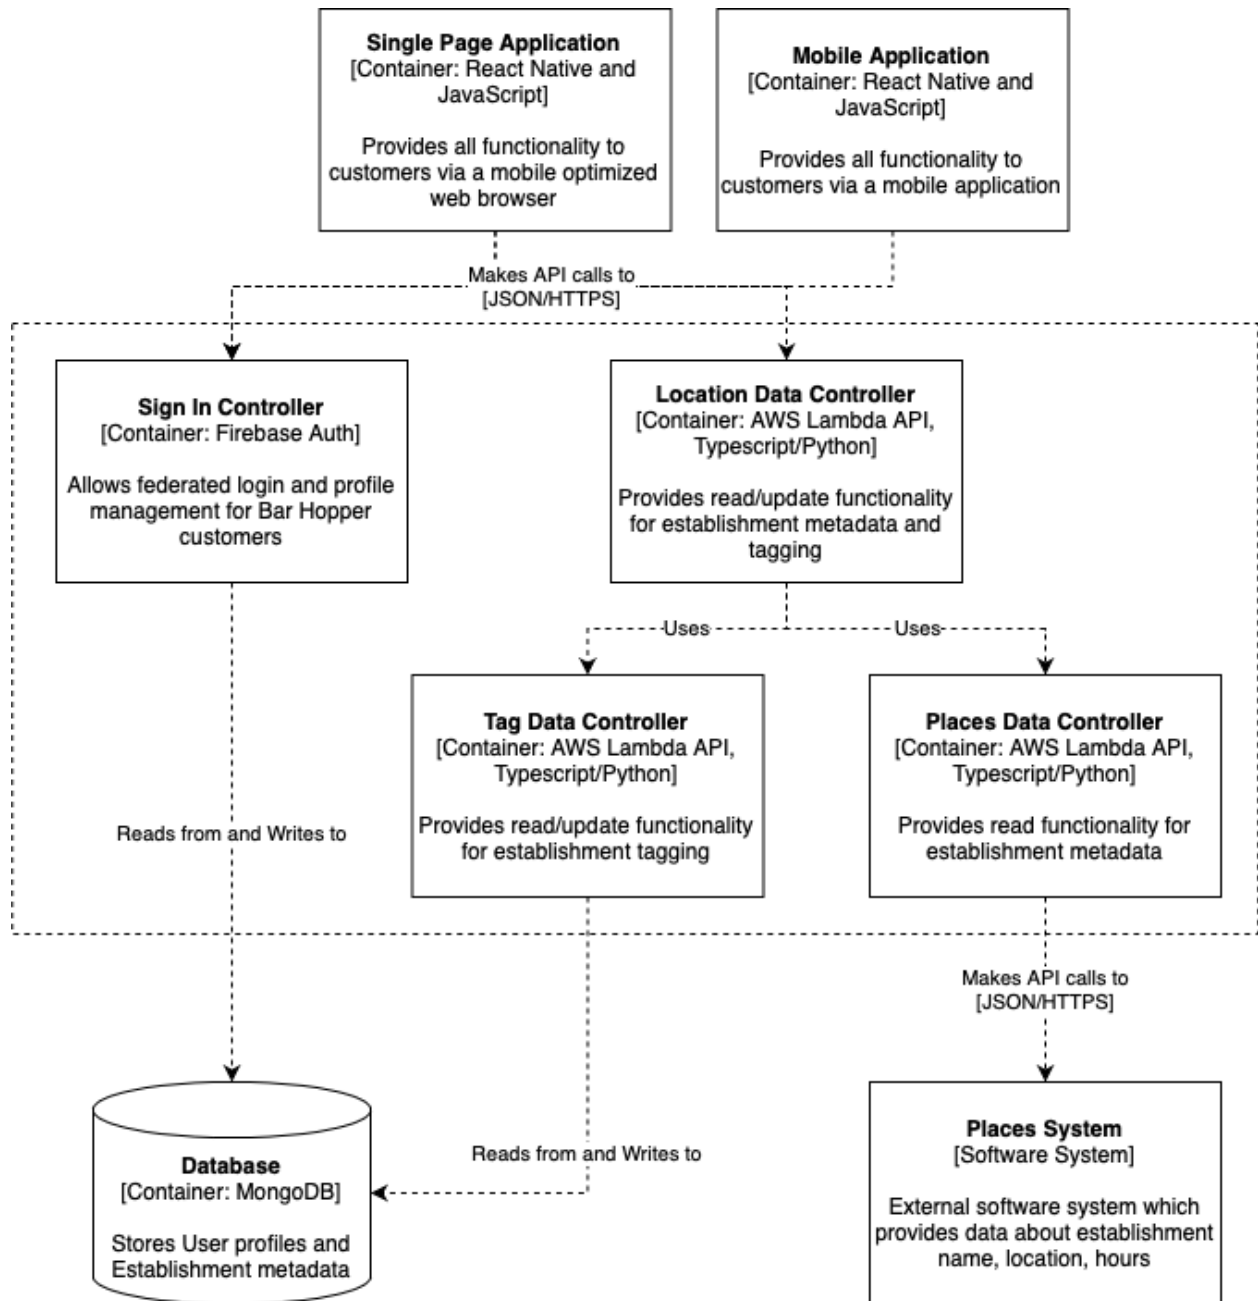 Single Page Application
[Container: React Native and
JavaScript]
Provides all functionality to
customers via a mobile optimized
web browser
Mobile Application
[Container: React Native and
JavaScript]
Provides all functionality to
customers via a mobile application
Makes API calls to
[JSON/HTTPS]
Sign In Controller
[Container: Firebase Auth]
Allows federated login and profile
management for Bar Hopper
customers
Location Data Controller
[Container: AWS Lambda API,
Typescript/Python]
Provides read/update functionality
for establishment metadata and
tagging
Uses
Uses
Tag Data Controller
[Container: AWS Lambda API,
Typescript/Python]
Provides read/update functionality
for establishment tagging
Places Data Controller
[Container: AWS Lambda API,
Typescript/Python]
Provides read functionality for
establishment metadata
Reads from and Writes to
Makes API calls to
[JSON/HTTPS]
Reads from and Writes to
Database
[Container: MongoDB]
Stores User profiles and
Establishment metadata
Places System
[Software System]
External software system which
provides data about establishment
name, location, hours